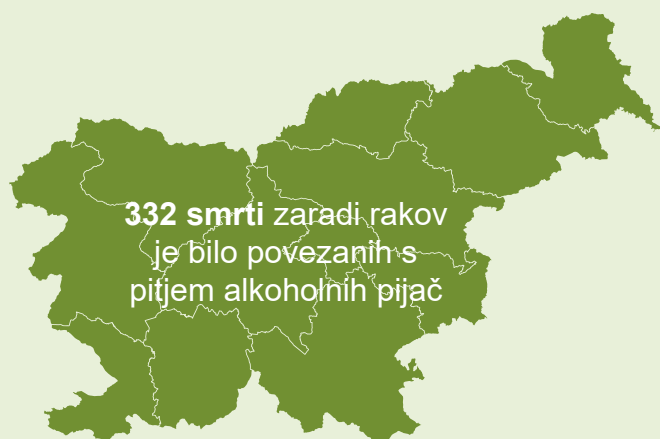 332 smrti zaradi rakov
je bilo povezanih s
pitjem alkoholnih pijač